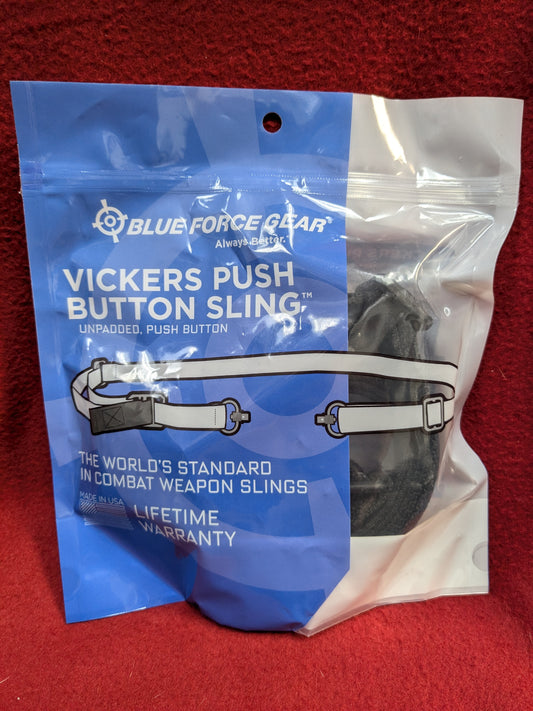 BLUE FORCE GEAR®
Always Better.
VICKERS PUSH
BUTTON SLING™
UNPADDED, PUSH BUTTON
THE WORLD'S STANDARD
IN COMBAT WEAPON SLINGS
MADE IN USA
LIFETIME
WARRANTY